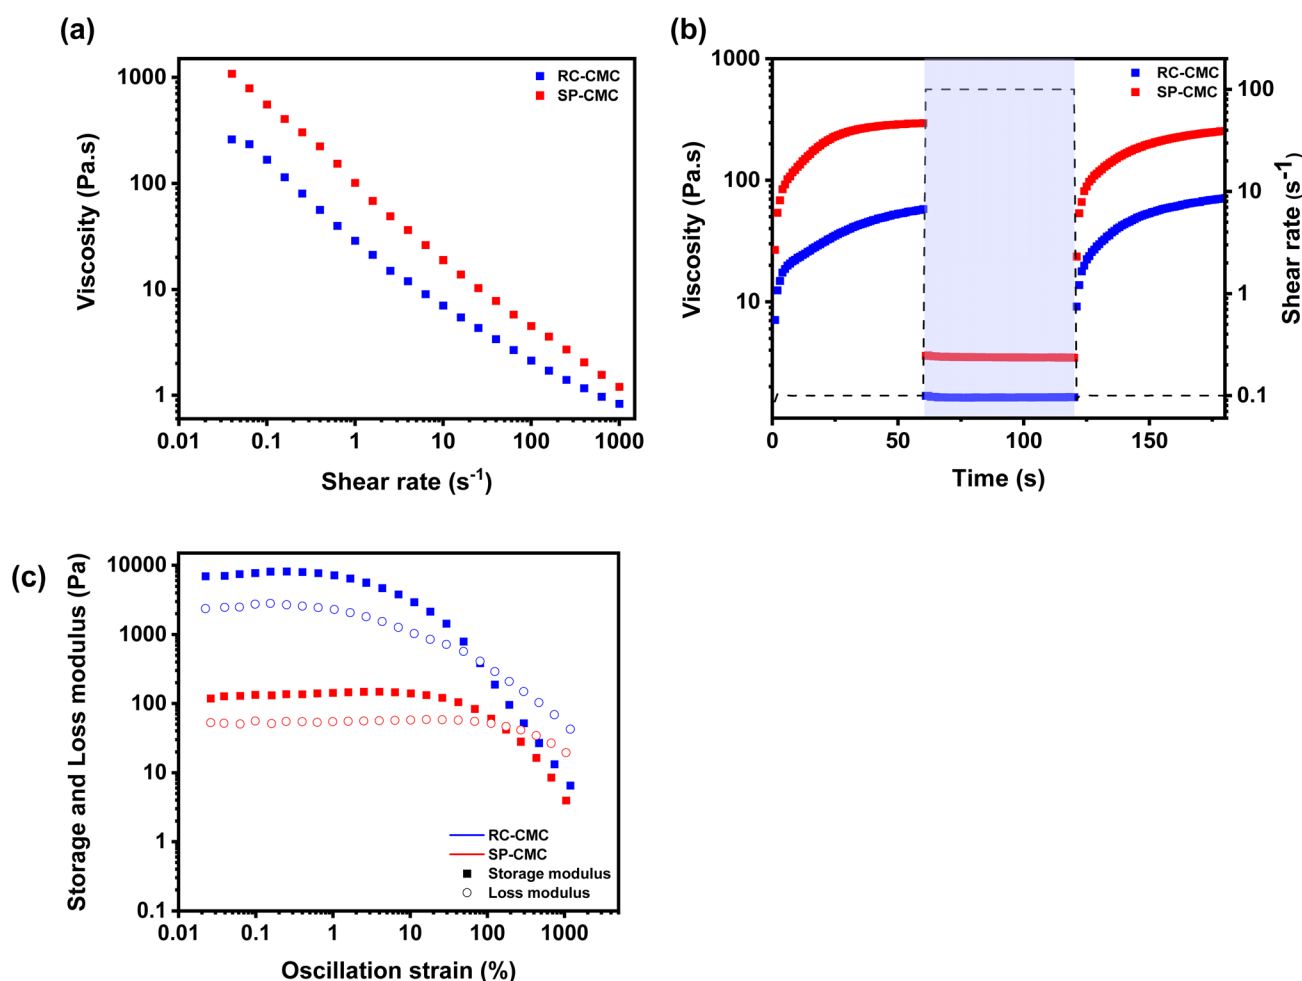 (a)
1000
100
10
1
Viscosity (Pa.s)
RC-CMC
SP-CMC
0.01
0.1
1
10
100
1000
Shear rate (s⁻¹)
(b)
1000
100
10
Viscosity (Pa.s)
RC-CMC
SP-CMC
100
10
1
0.1
Shear rate (s⁻¹)
0
50
100
150
Time (s)
(c)
10000
1000
100
10
1
0.1
Storage and Loss modulus (Pa)
RC-CMC
SP-CMC
Storage modulus
Loss modulus
0.01
0.1
1
10
100
1000
Oscillation strain (%)